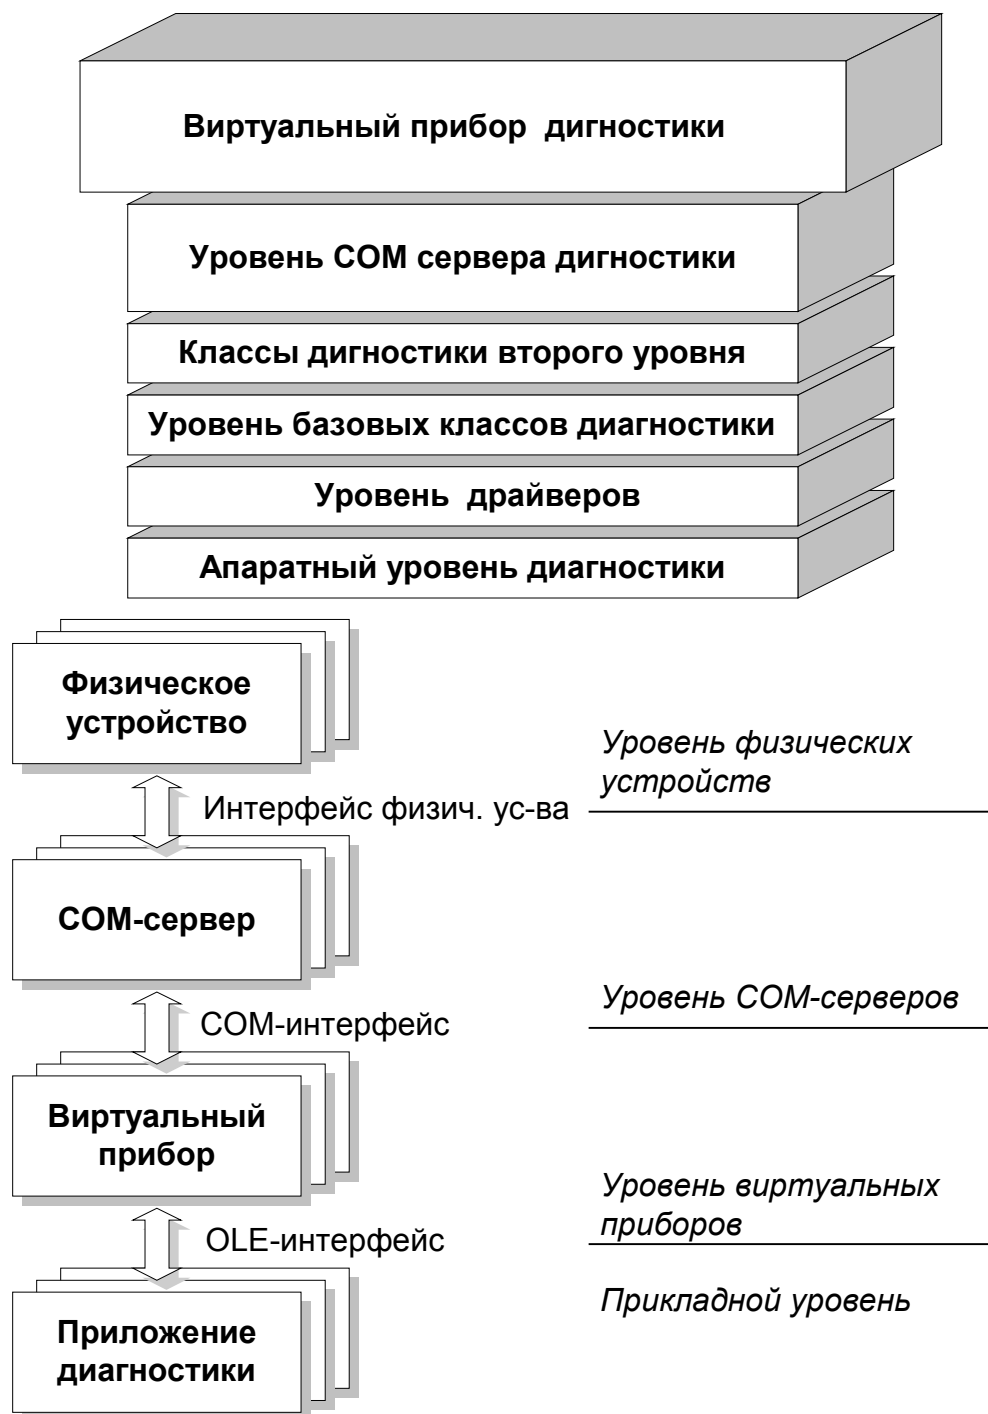 Виртуальный прибор дигностики
Уровень COM сервера дигностики
Классы дигностики второго уровня
Уровень базовых классов диагностики
Уровень драйверов
Апаратный уровень диагностики
Физическое
устройство
Уровень физических
устройств
Интерфейс физич. ус-ва
COM-сервер
Уровень COM-серверов
COM-интерфейс
Виртуальный
прибор
Уровень виртуальных
приборов
OLE-интерфейс
Прикладной уровень
Приложение
диагностики